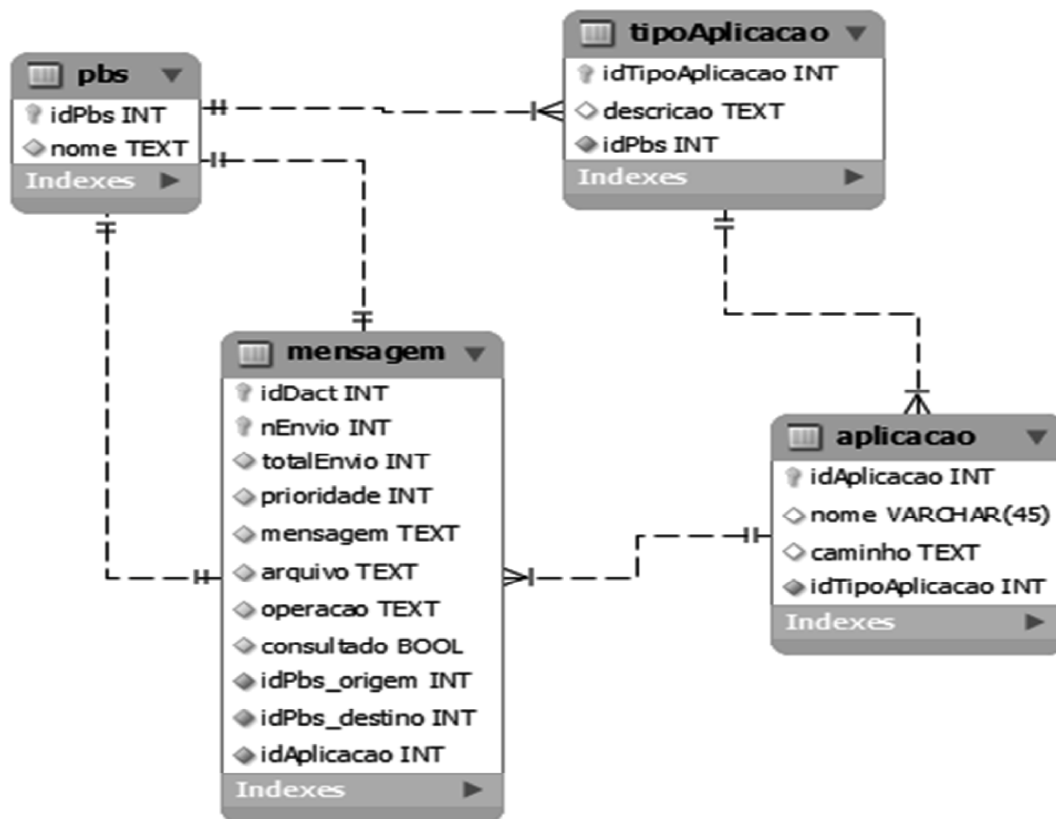 pbs
idPbs INT
nome TEXT
Indexes
tipoAplicacao
idTipoAplicacao INT
descricao TEXT
idPbs INT
Indexes
mensagem
idDact INT
nEnvio INT
totalEnvio INT
prioridade INT
mensagem TEXT
arquivo TEXT
operacao TEXT
consultado BOOL
idPbs_origem INT
idPbs_destino INT
idAplicacao INT
Indexes
aplicacao
idAplicacao INT
nome VARCHAR(45)
caminho TEXT
idTipoAplicacao INT
Indexes